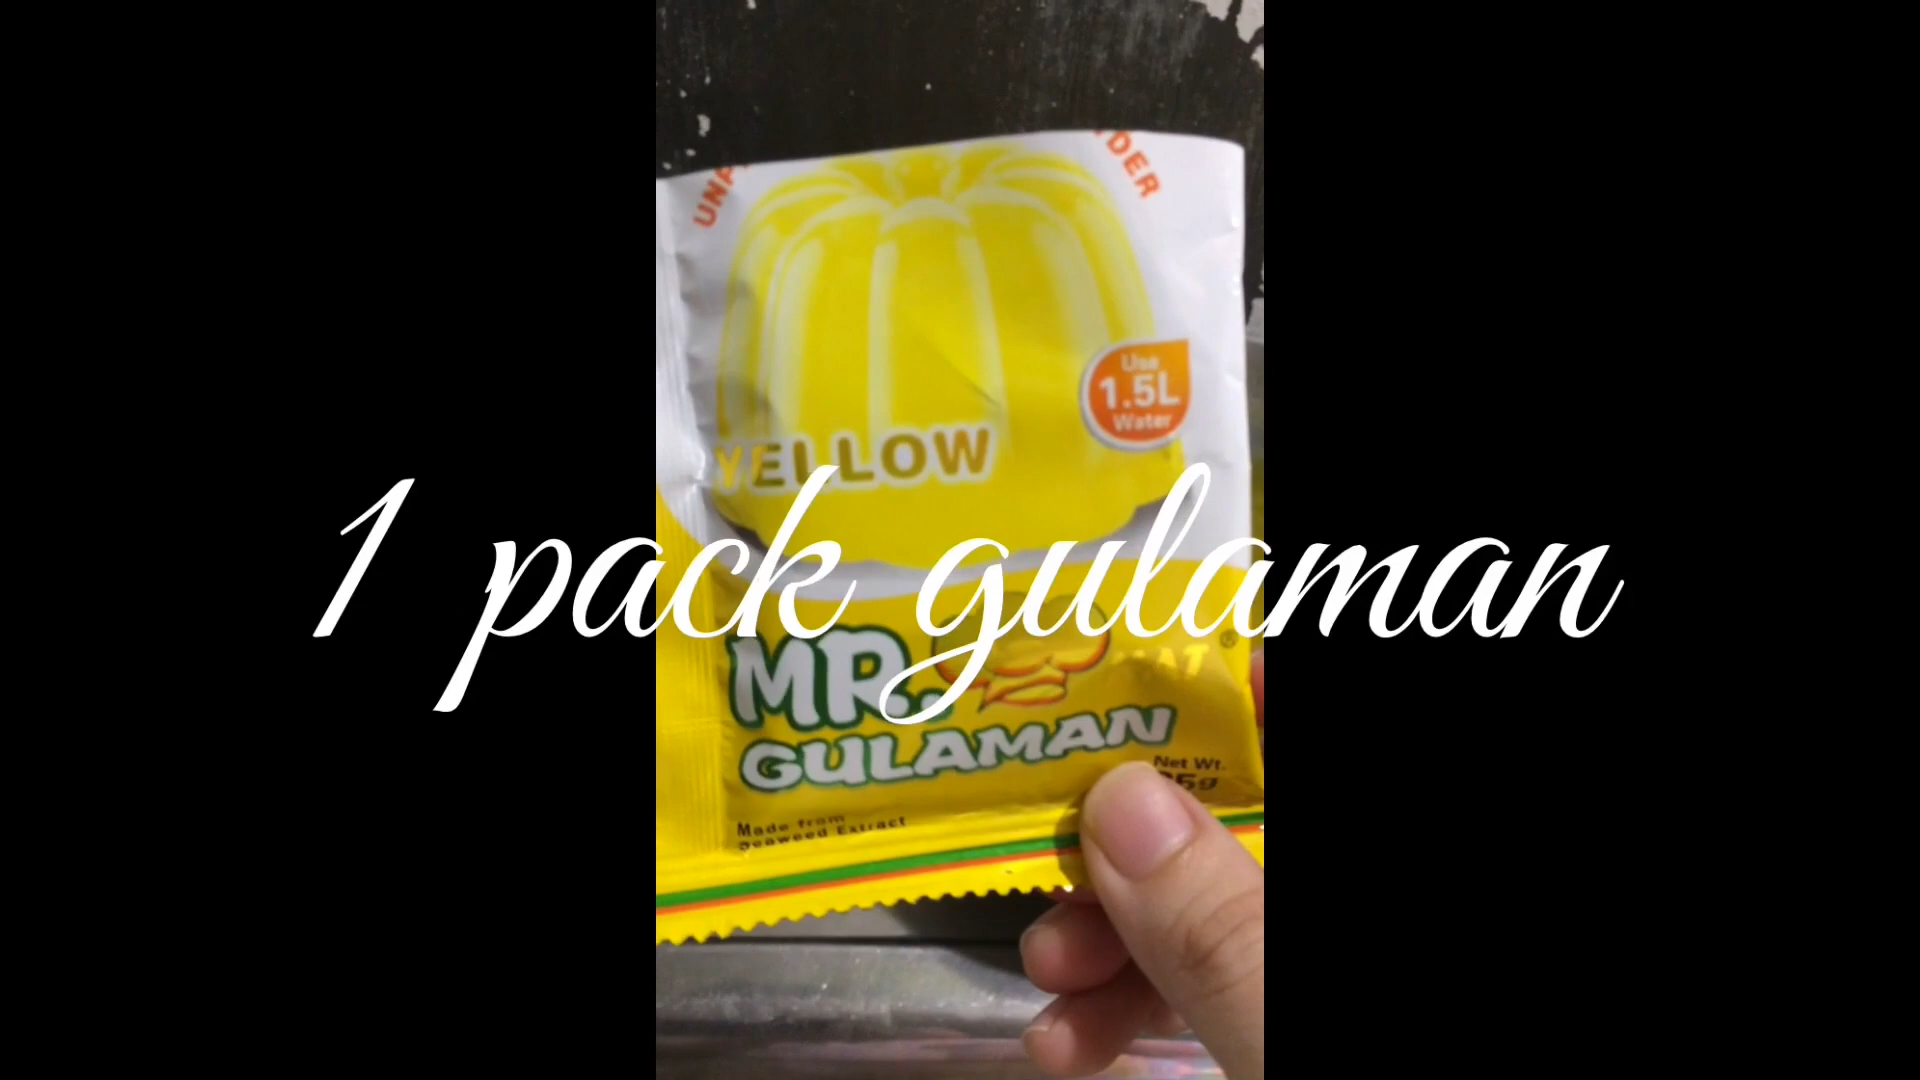 Use
1.5L
Water
YELLOW
1 pack gulaman
MR.
®
GULAMAN
Net Wt.
Made from
Seaweed Extract